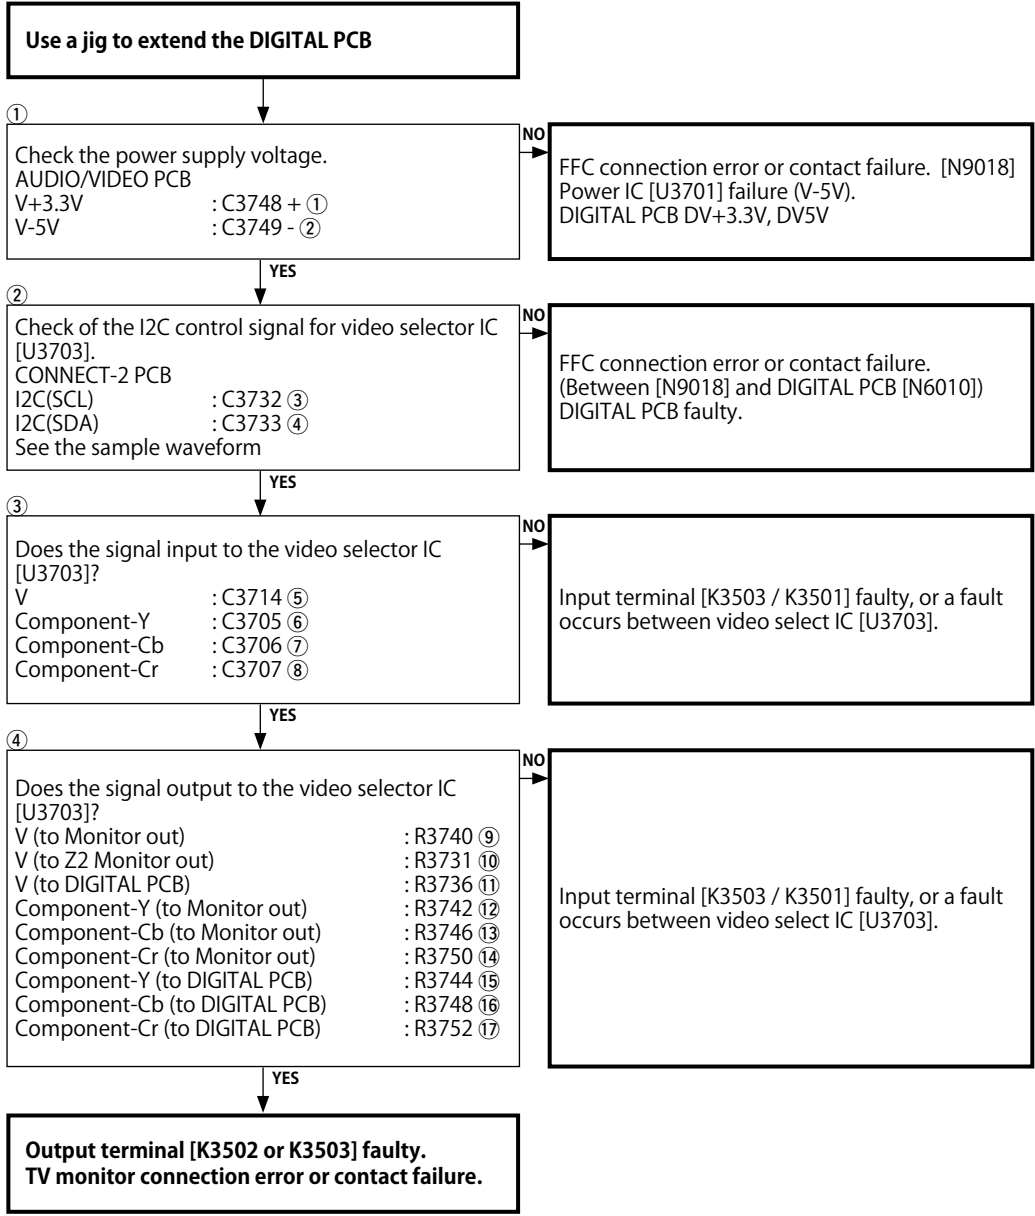 Use a jig to extend the DIGITAL PCB
①
Check the power supply voltage.
AUDIO/VIDEO PCB
V+3.3V : C3748 + ①
V-5V : C3749 - ②
NO
FFC connection error or contact failure. [N9018]
Power IC [U3701] failure (V-5V).
DIGITAL PCB DV+3.3V, DV5V
YES
②
Check of the I2C control signal for video selector IC
[U3703].
CONNECT-2 PCB
I2C(SCL) : C3732 ③
I2C(SDA) : C3733 ④
See the sample waveform
NO
FFC connection error or contact failure.
(Between [N9018] and DIGITAL PCB [N6010])
DIGITAL PCB faulty.
YES
③
Does the signal input to the video selector IC
[U3703]?
V : C3714 ⑤
Component-Y : C3705 ⑥
Component-Cb : C3706 ⑦
Component-Cr : C3707 ⑧
NO
Input terminal [K3503 / K3501] faulty, or a fault
occurs between video select IC [U3703].
YES
④
Does the signal output to the video selector IC
[U3703]?
V (to Monitor out) : R3740 ⑨
V (to Z2 Monitor out) : R3731 ⑩
V (to DIGITAL PCB) : R3736 ⑪
Component-Y (to Monitor out) : R3742 ⑫
Component-Cb (to Monitor out) : R3746 ⑬
Component-Cr (to Monitor out) : R3750 ⑭
Component-Y (to DIGITAL PCB) : R3744 ⑮
Component-Cb (to DIGITAL PCB) : R3748 ⑯
Component-Cr (to DIGITAL PCB) : R3752 ⑰
NO
Input terminal [K3503 / K3501] faulty, or a fault
occurs between video select IC [U3703].
YES
Output terminal [K3502 or K3503] faulty.
TV monitor connection error or contact failure.